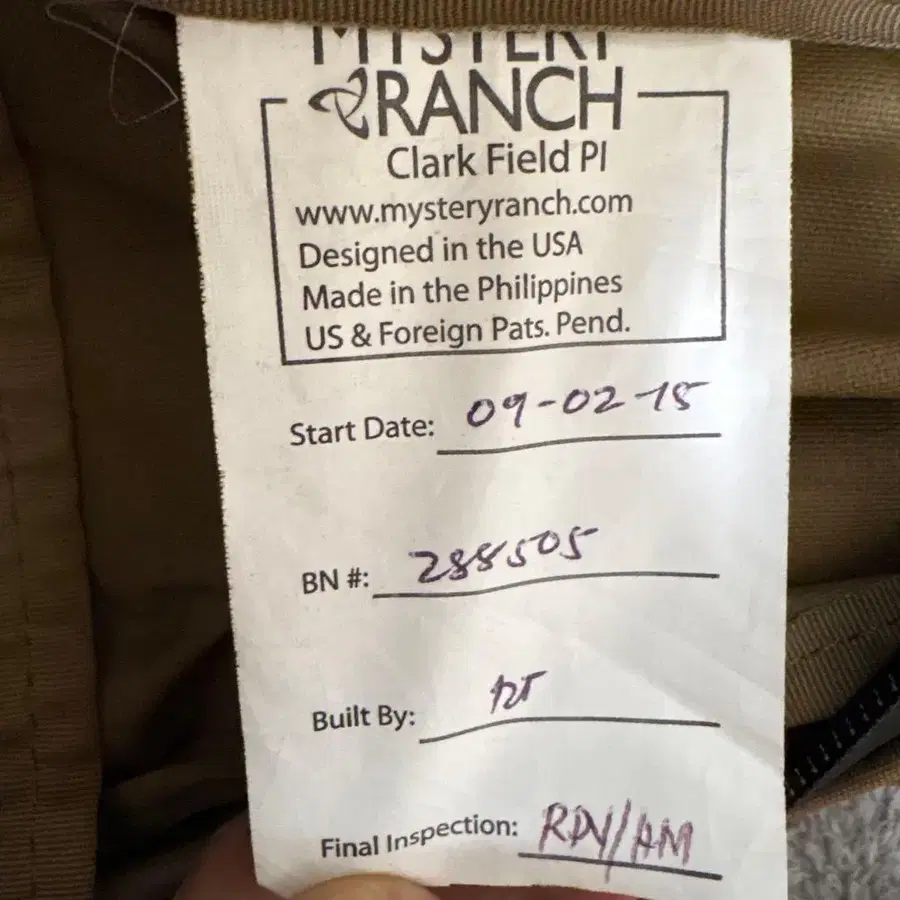 MYSTERY
RANCH
Clark Field PI
www.mysteryranch.com
Designed in the USA
Made in the Philippines
US & Foreign Pats. Pend.
Start Date: 09-02-15
BN #: 288505
Built By:
Final Inspection: RDV/AM